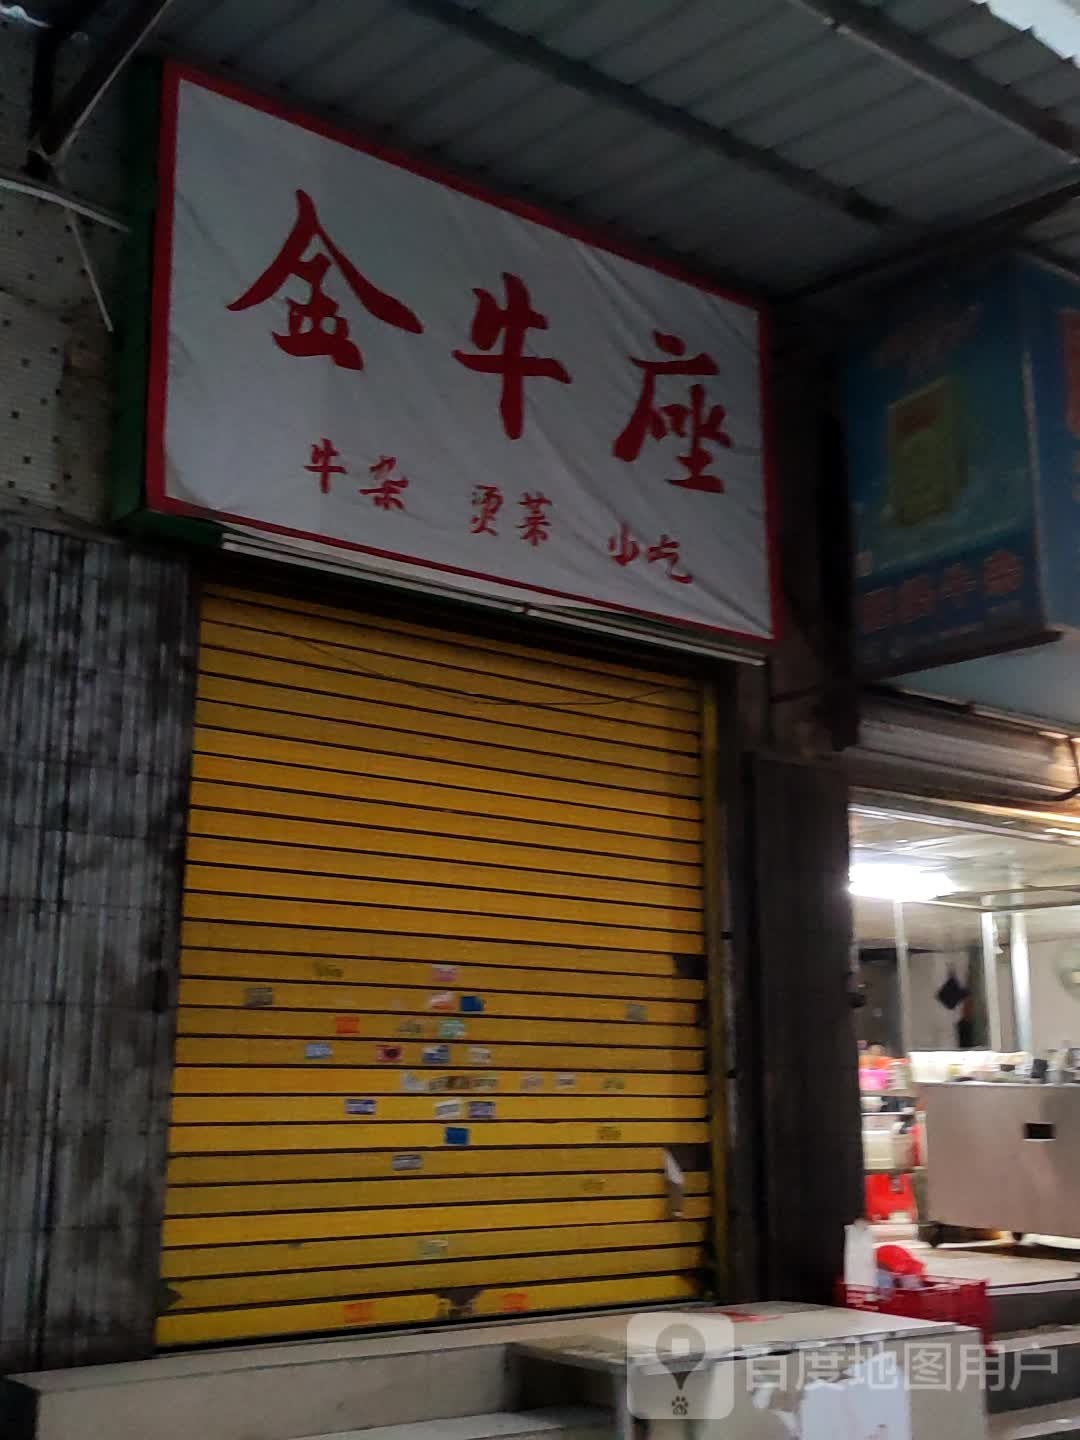 金牛座
牛杂 烫菜 小吃
百度地图用户